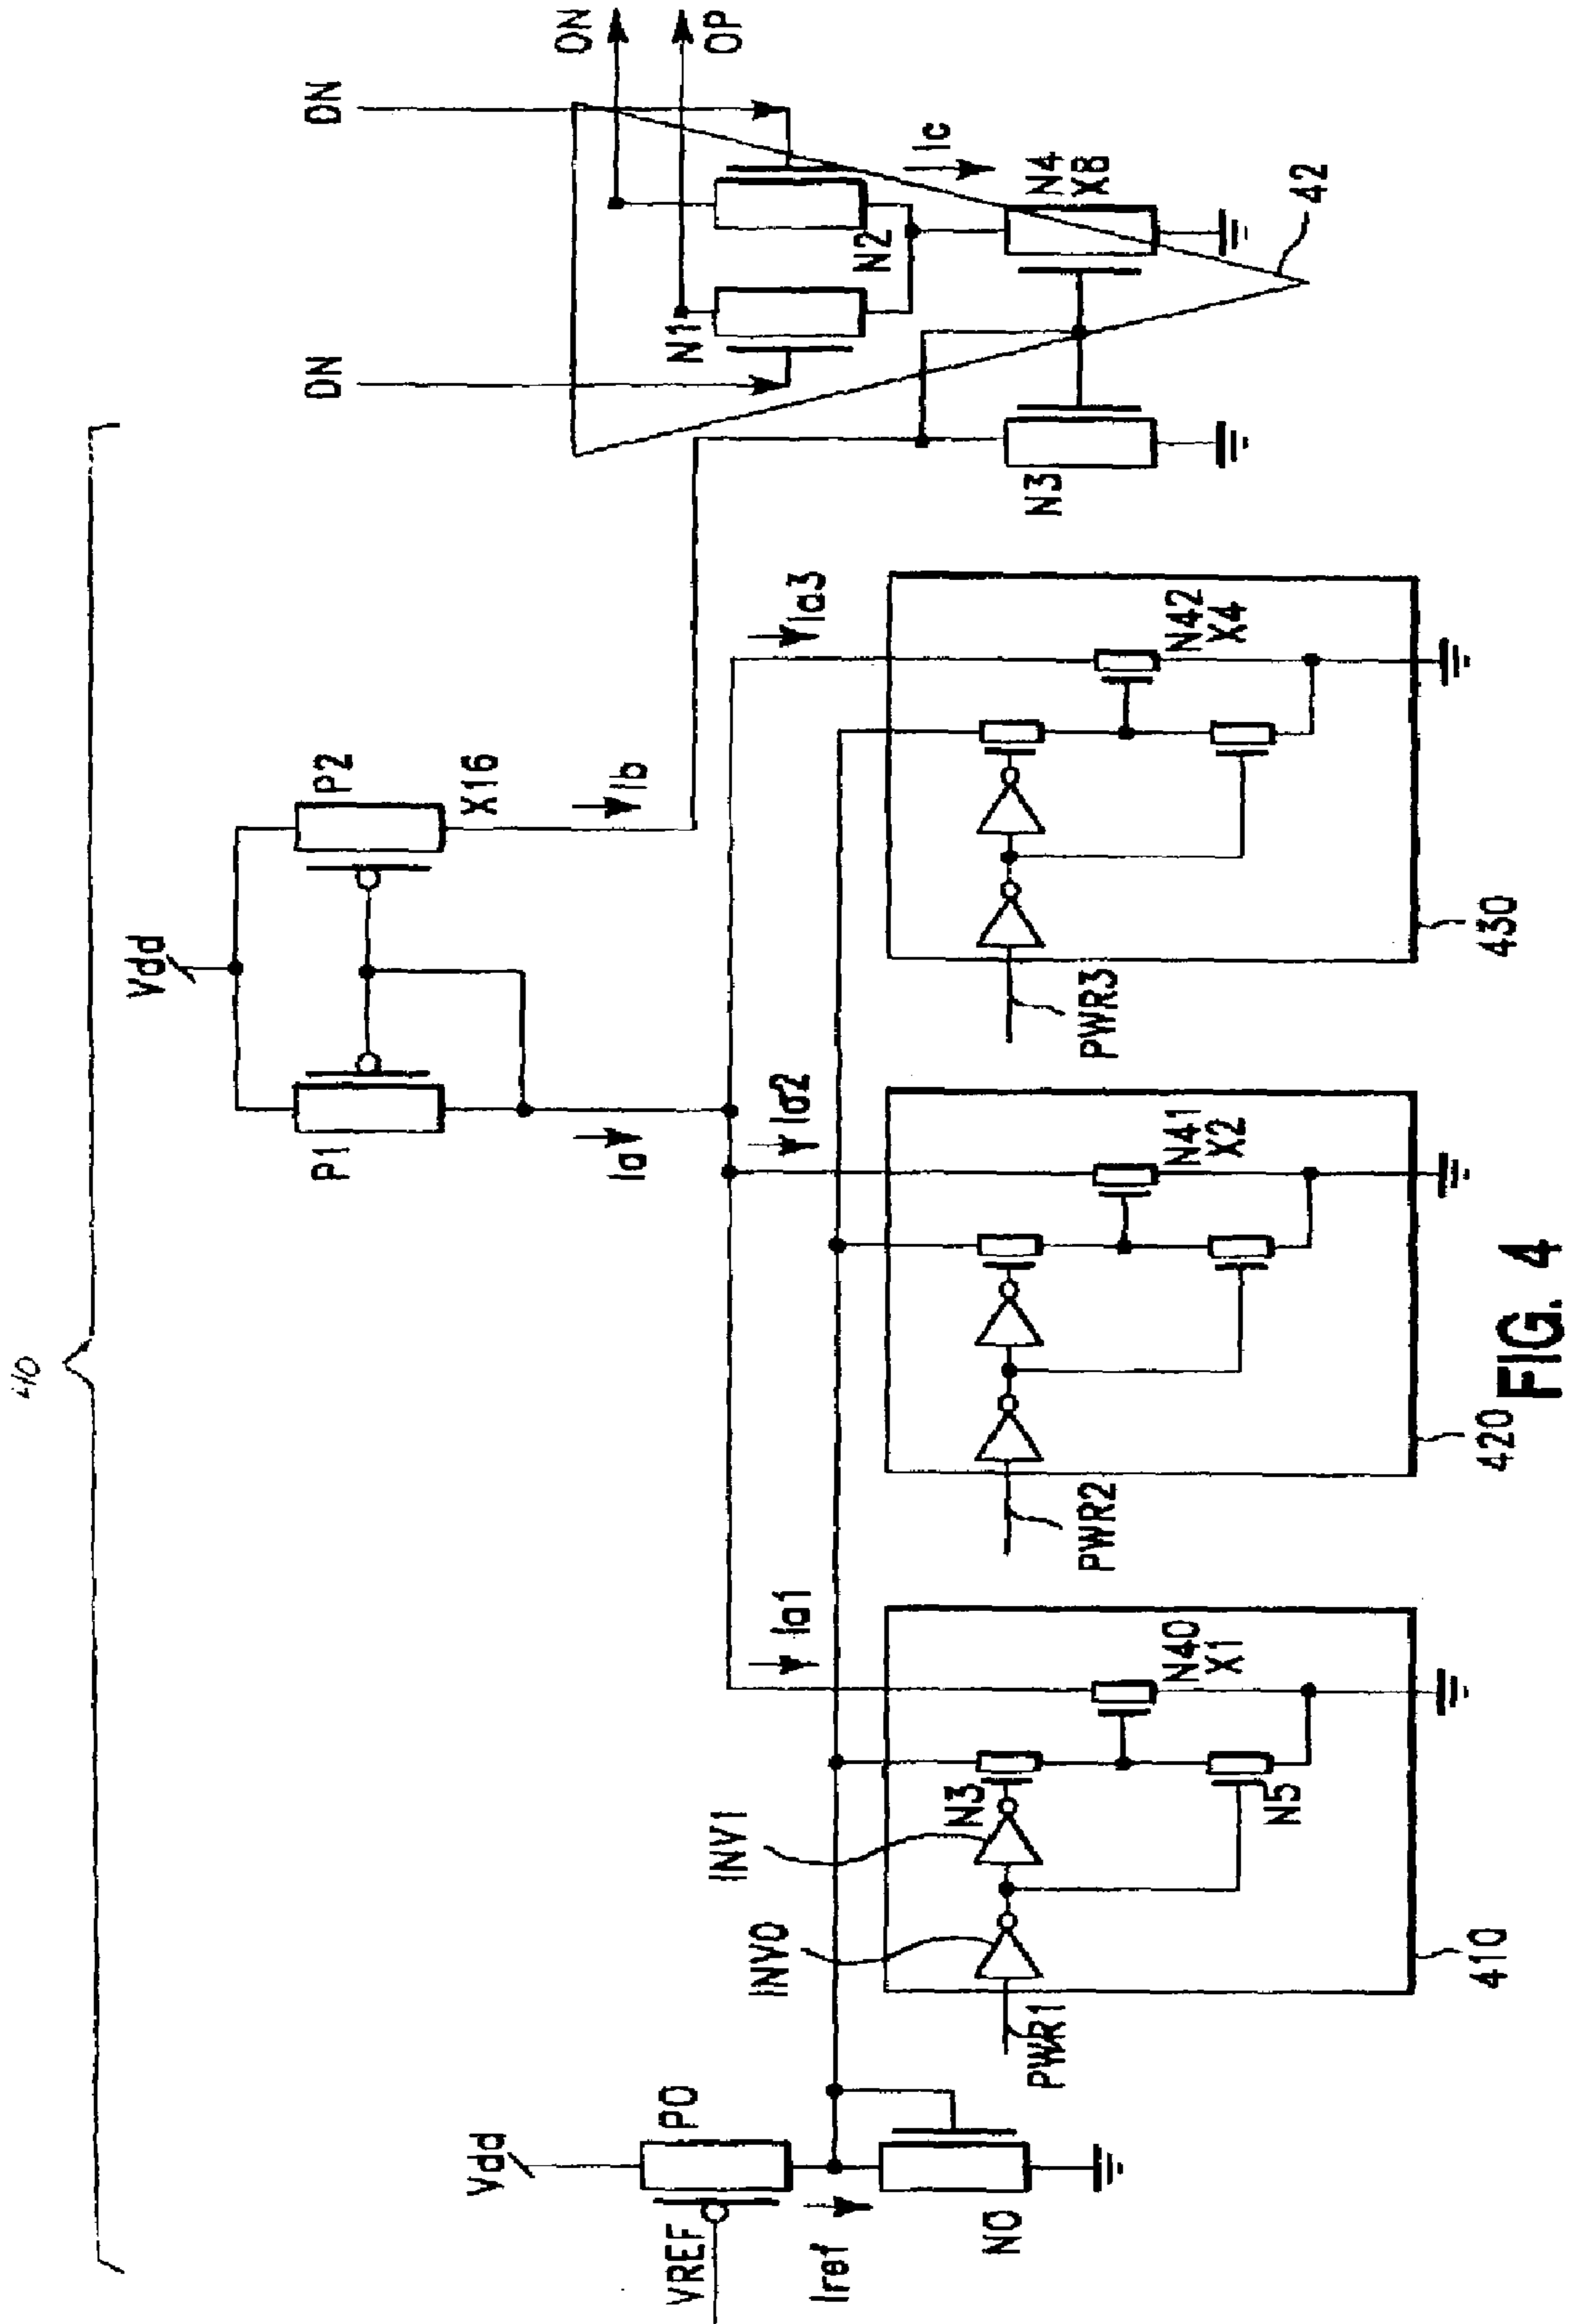 40
Vdd
P1
P2
X16
Ia
Ib
DN
DN
ON
OP
N1
N2
Ic
N3
N4
X8
42
Vdd
VREF
P0
Iref
N0
Ia1
Ia2
Ia3
INV1
INV0
N3
N40
X1
N5
PWR1
410
N41
X2
PWR2
420
N42
X4
PWR3
430
FIG. 4